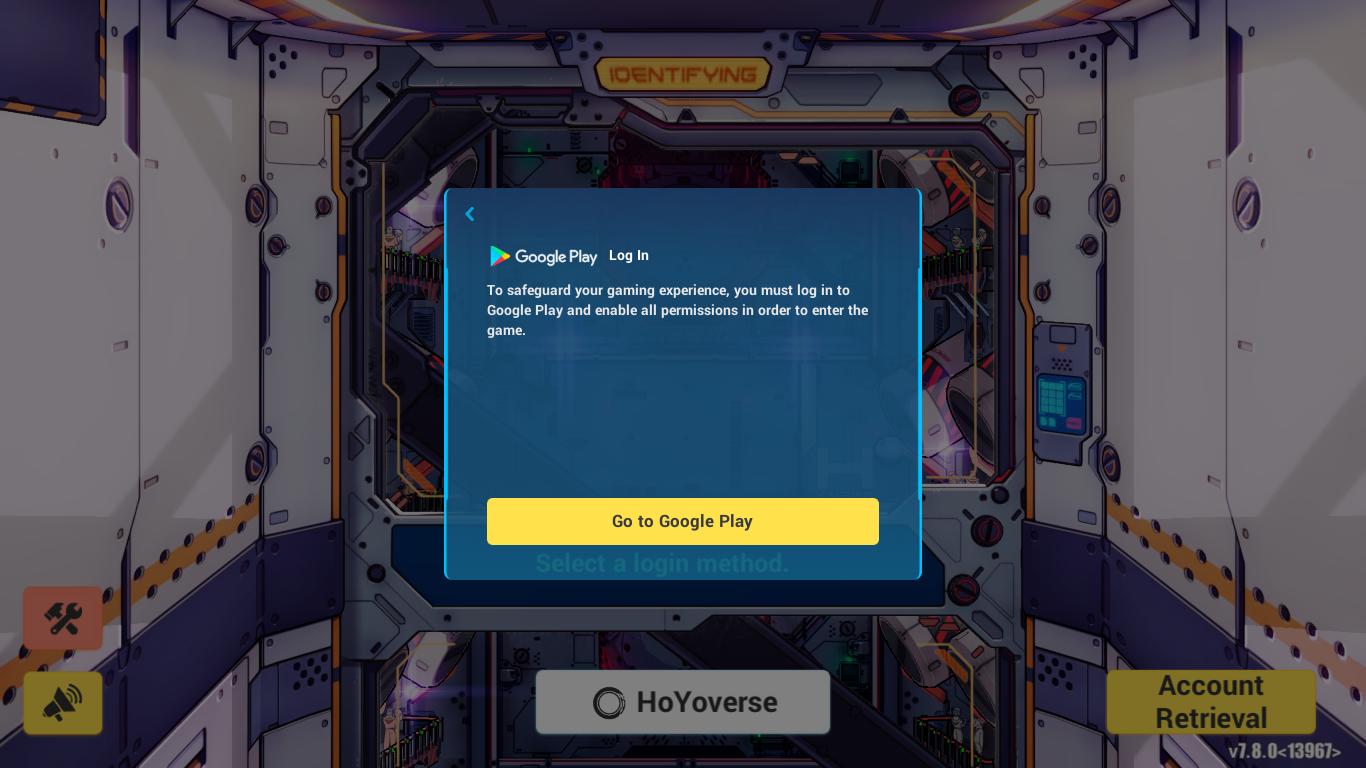 IDENTIFYING
Google Play Log In
To safeguard your gaming experience, you must log in to
Google Play and enable all permissions in order to enter the
game.
Go to Google Play
Select a login method.
HoYoverse
Account
Retrieval
v7.8.0<13967>